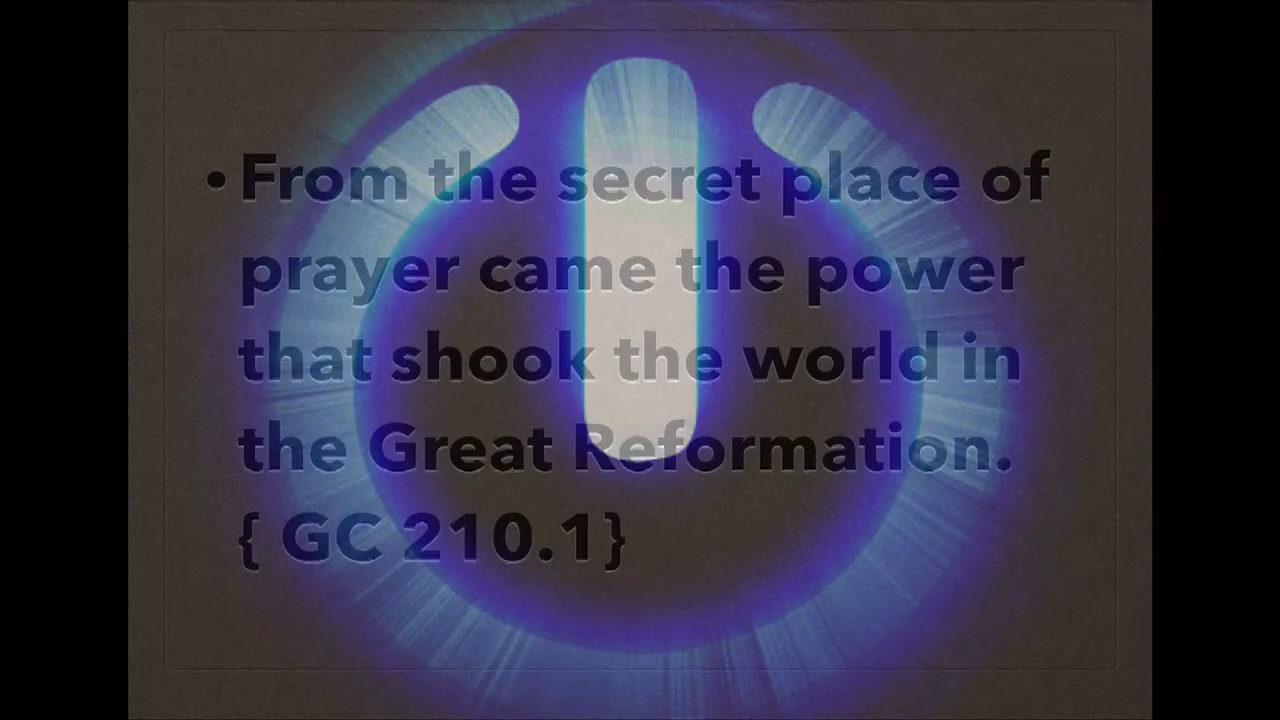 • From the secret place of
prayer came the power
that shook the world in
the Great Reformation.
{ GC 210.1}